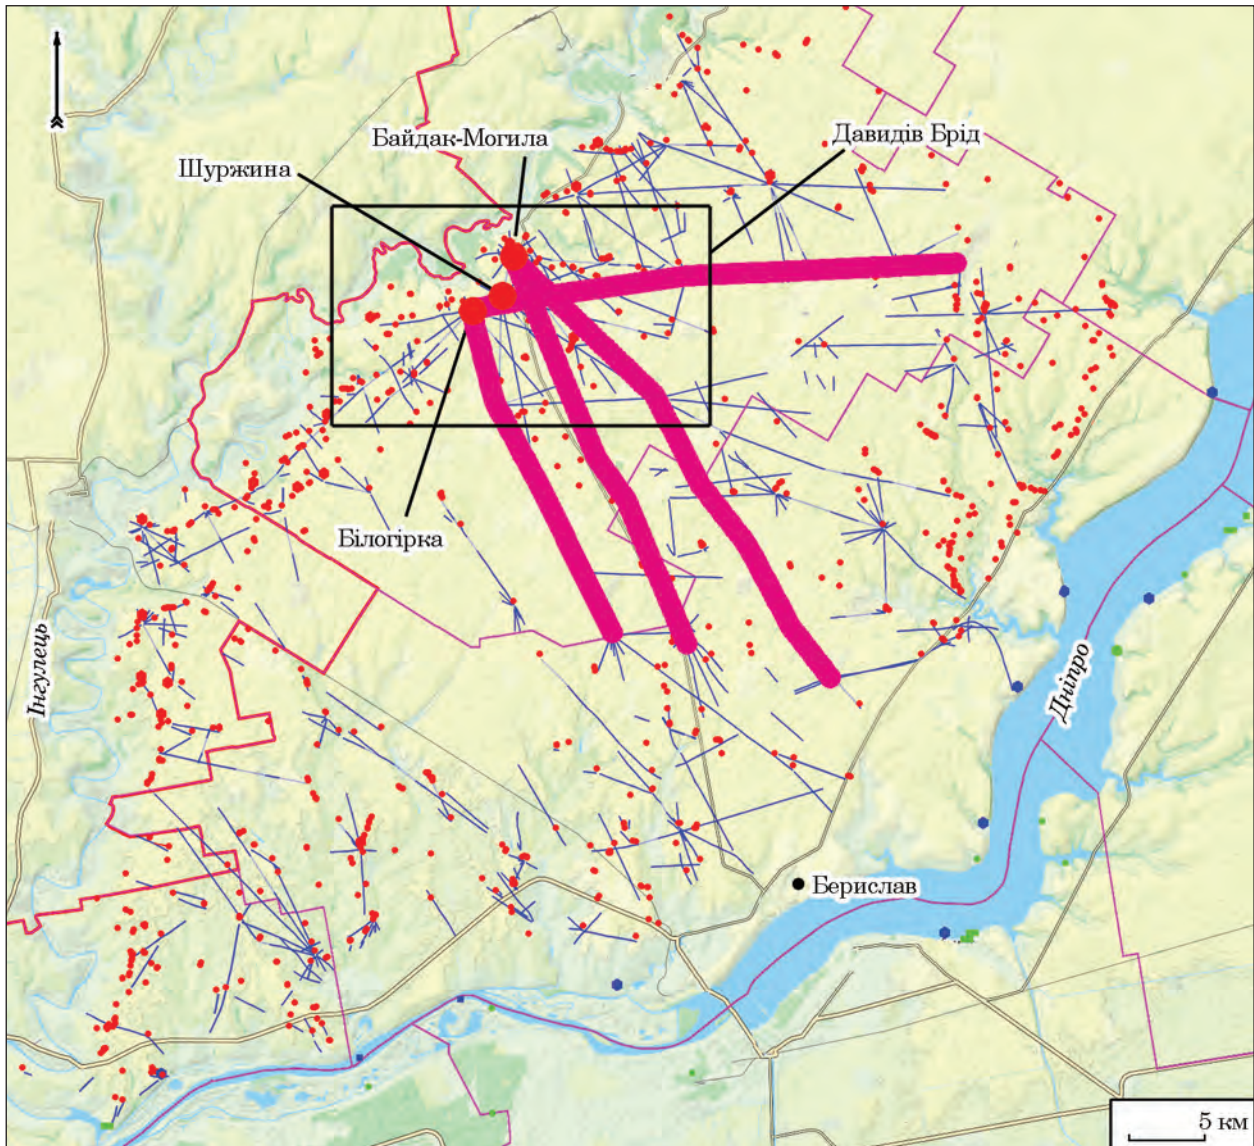 Байдак-Могила
Давидів Брід
Шуржина
Білогірка
Інгулець
Дніпро
Берислав
5 км